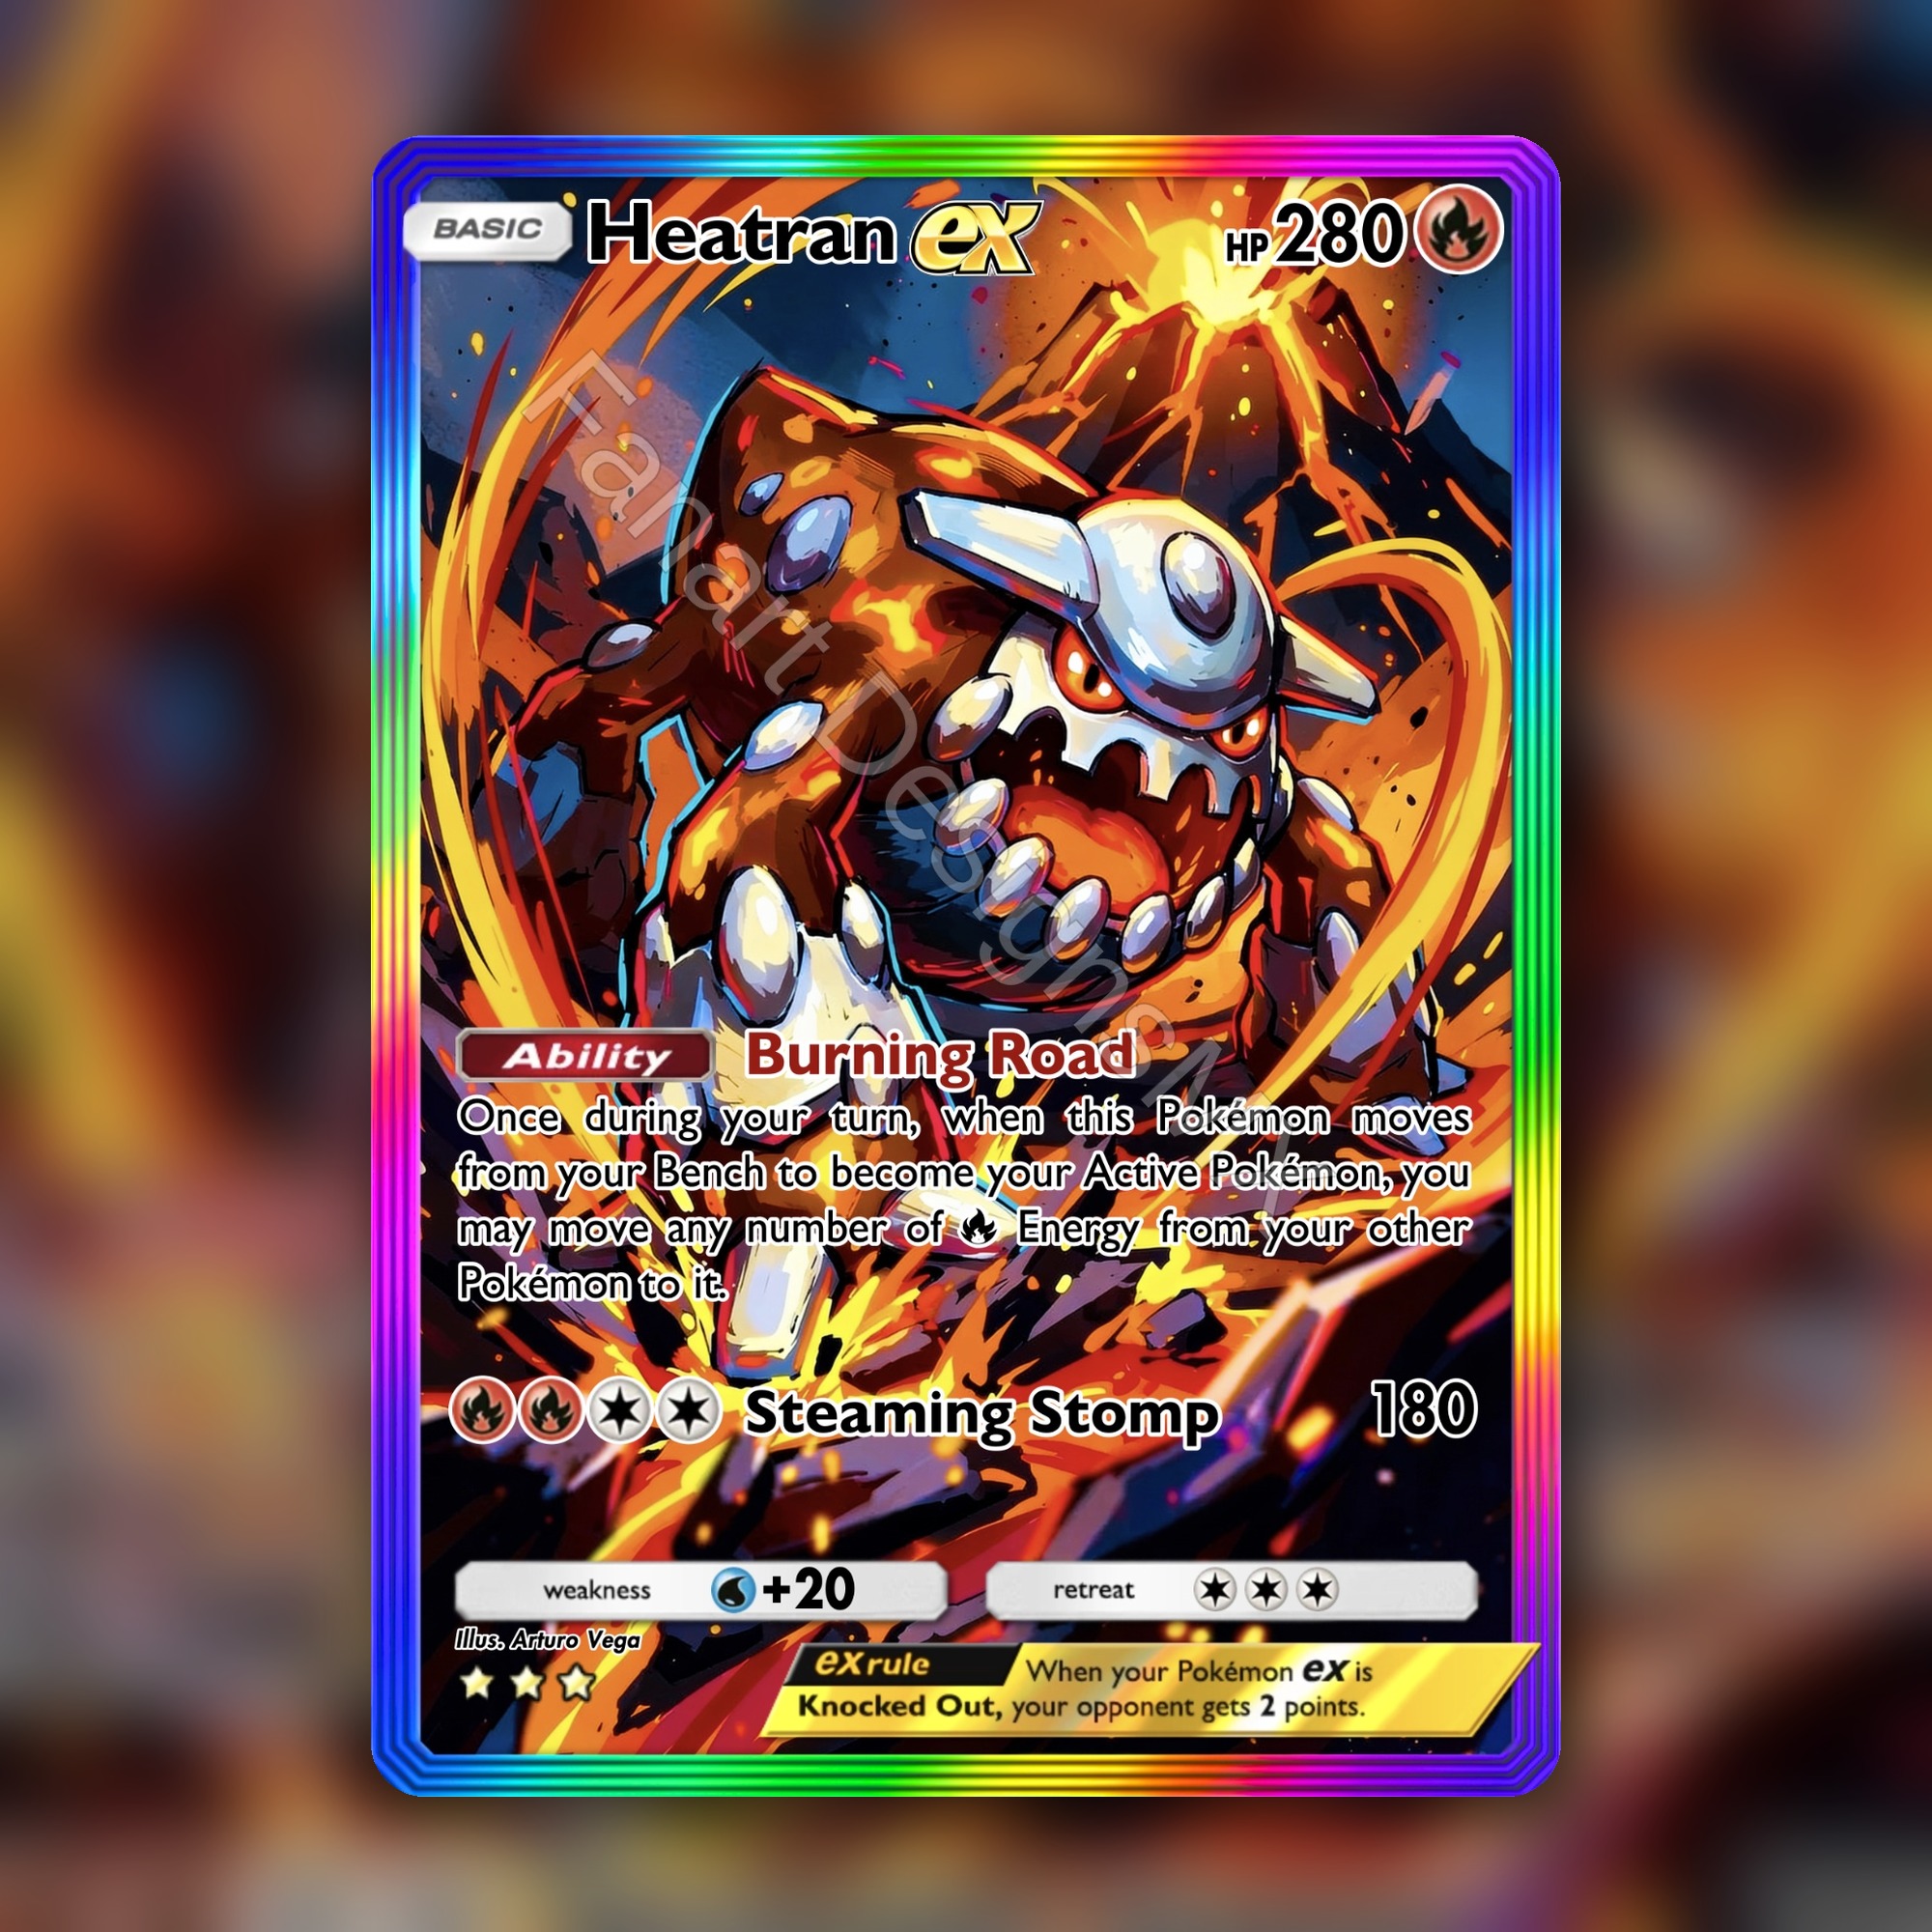 BASIC Heatran ex HP 280
Fanart DesignsMX
Ability Burning Road
Once during your turn, when this Pokémon moves
from your Bench to become your Active Pokémon, you
may move any number of Energy from your other
Pokémon to it.
Steaming Stomp 180
weakness +20 retreat
Illus. Arturo Vega
ex rule When your Pokémon ex is
Knocked Out, your opponent gets 2 points.